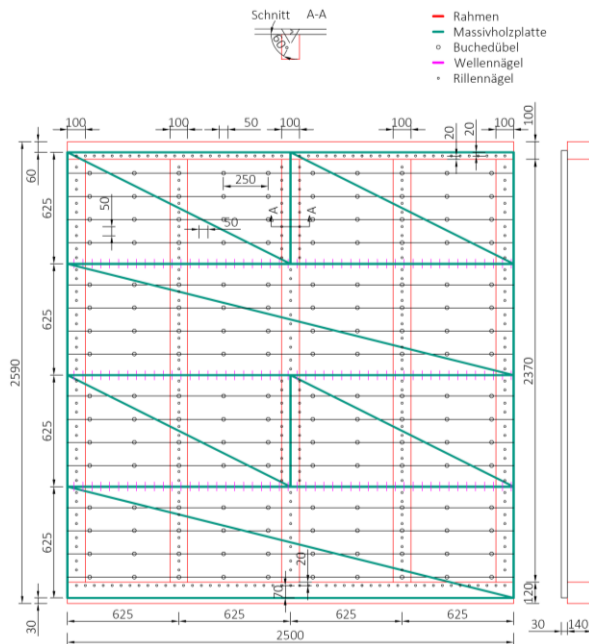 Schnitt A-A
60°
Rahmen
Massivholzplatte
Buchedübel
Wellennägel
Rillennägel
100 100 50 100 100 100
20 20
100
60
250
50
50
A A
625
625
625
625
2590
2370
20
70
30
120
625 625 625 625
2500
30 140